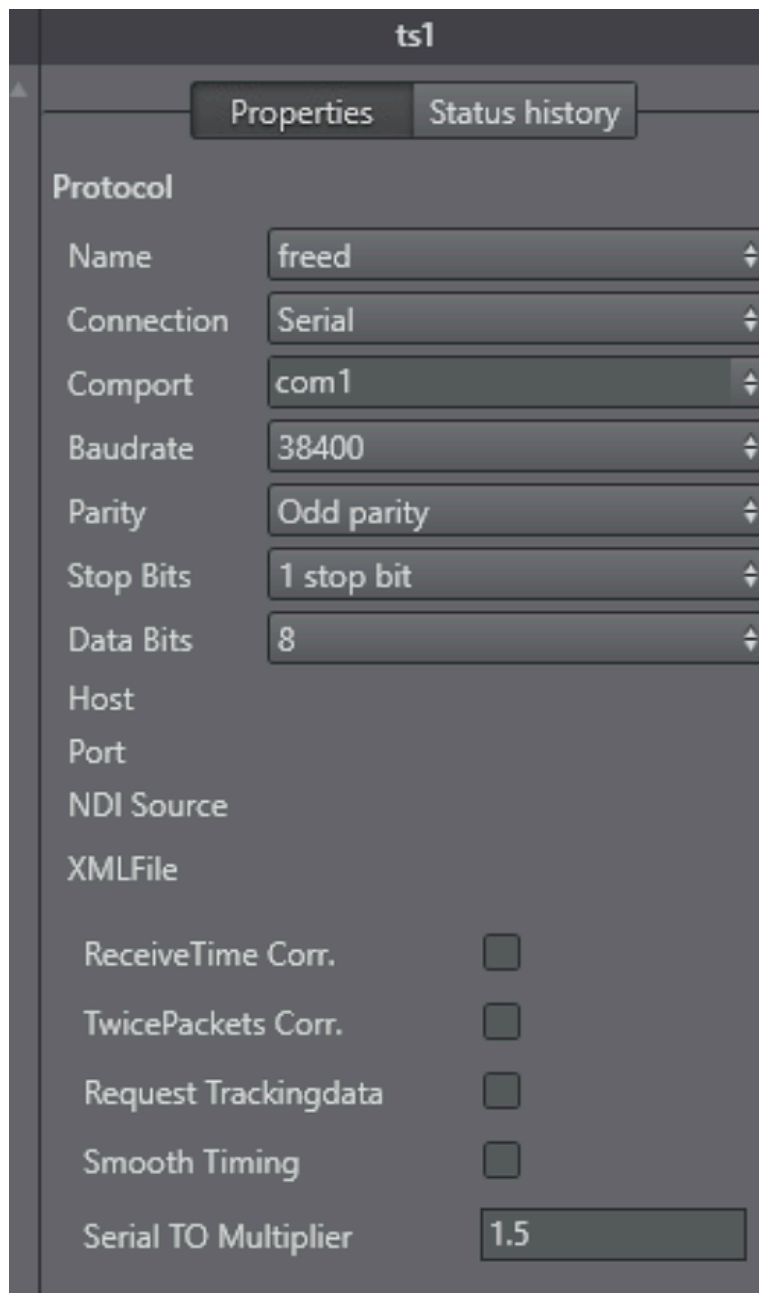 ts1
Properties Status history
Protocol
Name freed
Connection Serial
Comport com1
Baudrate 38400
Parity Odd parity
Stop Bits 1 stop bit
Data Bits 8
Host
Port
NDI Source
XMLFile
ReceiveTime Corr.
TwicePackets Corr.
Request Trackingdata
Smooth Timing
Serial TO Multiplier 1.5